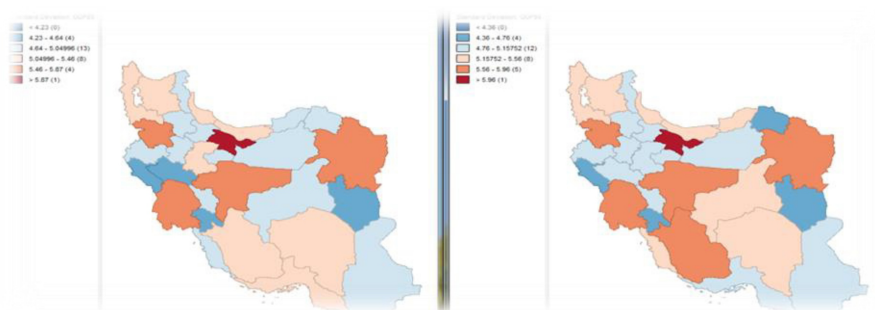 < 4.23 (0)
4.23 - 4.64 (4)
4.64 - 5.04996 (13)
5.04996 - 5.46 (8)
5.46 - 5.87 (4)
> 5.87 (1)
< 4.36 (0)
4.36 - 4.76 (4)
4.76 - 5.15752 (12)
5.15752 - 5.56 (8)
5.56 - 5.96 (5)
> 5.96 (1)